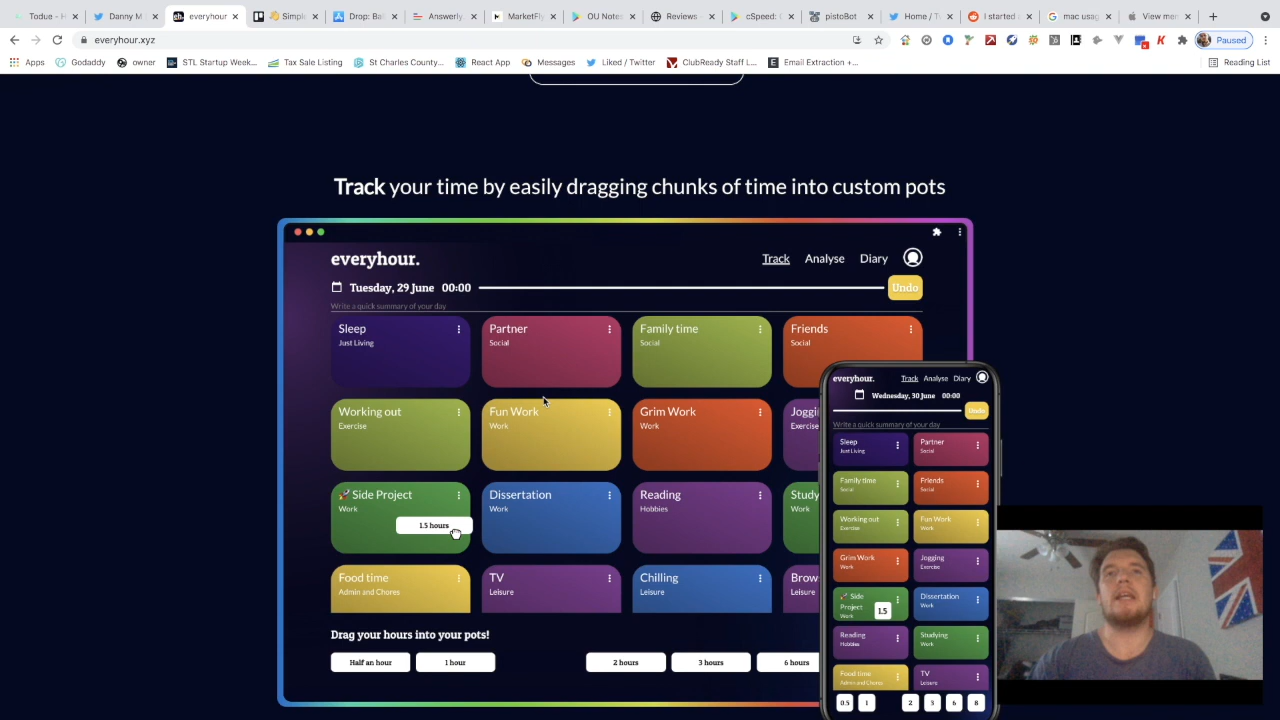 Todue - M
Danny M
everyhour
Simple
Drop: Ba
Answerly
MarketFly
OU Notes
Reviews -
cSpeed: C
pistoBot
Home / Tw
I started
mac usag
View mem
everyhour.xyz
Paused
Apps
Godaddy
owner
STL Startup Week...
Tax Sale Listing
St Charles County...
React App
Messages
Liked / Twitter
ClubReady Staff L...
Email Extraction +...
Reading List
Track your time by easily dragging chunks of time into custom pots
everyhour.
Track Analyse Diary
Tuesday, 29 June 00:00
Undo
Write a quick summary of your day
Sleep
Just Living
Partner
Social
Family time
Social
Friends
Social
Working out
Exercise
Fun Work
Work
Grim Work
Work
Joggi
Exercise
Side Project
Work
1.5 hours
Dissertation
Work
Reading
Hobbies
Study
Work
Food time
Admin and Chores
TV
Leisure
Chilling
Leisure
Brow
Leisure
Drag your hours into your pots!
Half an hour
1 hour
2 hours
3 hours
6 hours
everyhour.
Track Analyse Diary
Wednesday, 30 June 00:00
Undo
Write a quick summary of your day
Sleep
Just Living
Partner
Social
Family time
Social
Friends
Social
Working out
Exercise
Fun Work
Work
Grim Work
Work
Jogging
Exercise
Side
Project
Work
1.5
Dissertation
Work
Reading
Hobbies
Studying
Work
Food time
Admin and Chores
TV
Leisure
0.5
1
2
3
6
8